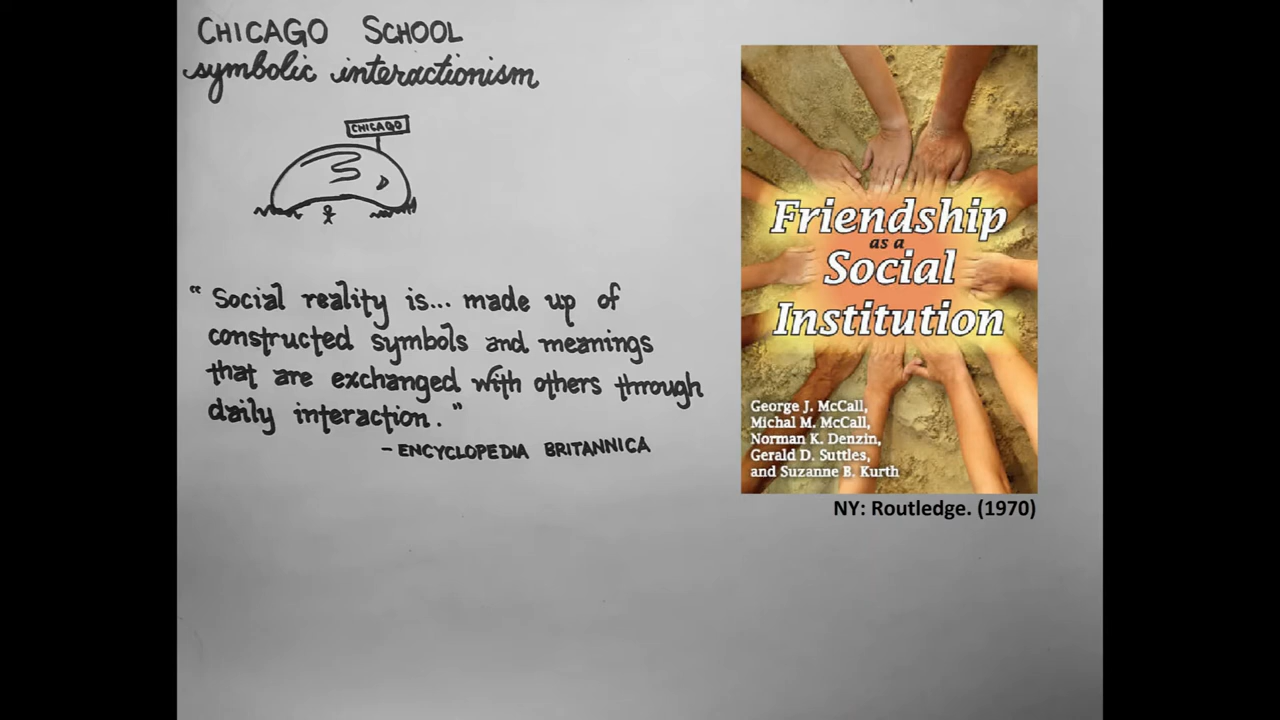 CHICAGO SCHOOL
symbolic interactionism
CHICAGO
"Social reality is... made up of
constructed symbols and meanings
that are exchanged with others through
daily interaction."
- ENCYCLOPEDIA BRITANNICA
Friendship
as a
Social
Institution
George J. McCall,
Michal M. McCall,
Norman K. Denzin,
Gerald D. Suttles,
and Suzanne B. Kurth
NY: Routledge. (1970)